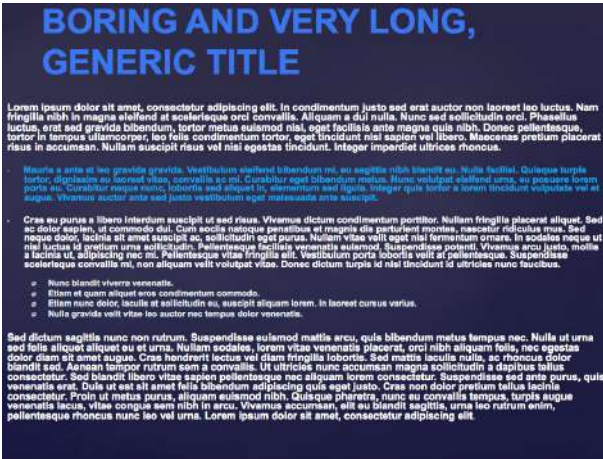 BORING AND VERY LONG,
GENERIC TITLE
Lorem ipsum dolor sit amet, consectetur adipiscing elit. In condimentum justo sed erat auctor non laoreet leo luctus. Nam
fringilla nibh in magna eleifend at scelerisque orci convallis. Aliquam a dui nulla. Nunc sed sollicitudin orci. Phasellus
luctus, erat sed gravida bibendum, tortor metus euismod nisl, eget facilisis ante magna quis nibh. Donec pellentesque,
tortor in tempus ullamcorper, leo felis condimentum tortor, eget tincidunt nisl sapien vel libero. Maecenas pretium placerat
risus in accumsan. Nullam suscipit risus vel nisi egestas tincidunt. Integer imperdiet ultrices rhoncus.
Mauris a ante et leo gravida gravida. Vestibulum eleifend bibendum mi, eu sagittis nibh blandit eu. Nulla facilisi. Quisque turpis
tortor, dignissim eu laoreet vitae, convallis ac mi. Curabitur eget bibendum metus. Nunc volutpat eleifend urna, eu posuere lorem
porta eu. Curabitur neque nunc, lobortis sed aliquet in, elementum sed ligula. Integer quis tortor a lorem tincidunt vulputate vel et
augue. Vivamus auctor ante sed justo vestibulum eget malesuada ante suscipit.
Cras eu purus a libero interdum suscipit ut sed risus. Vivamus dictum condimentum porttitor. Nullam fringilla placerat aliquet. Sed
ac dolor sapien, ut commodo dui. Cum sociis natoque penatibus et magnis dis parturient montes, nascetur ridiculus mus. Sed
neque dolor, lacinia sit amet suscipit ac, sollicitudin eget purus. Nullam vitae velit eget nisl fermentum ornare. In sodales neque ut
nisl luctus id pretium urna sollicitudin. Pellentesque facilisis venenatis euismod. Suspendisse potenti. Vivamus arcu justo, mollis
a lacinia ut, adipiscing nec mi. Pellentesque vitae fringilla elit. Vestibulum porta lobortis velit at pellentesque. Suspendisse
scelerisque convallis mi, non aliquam velit volutpat vitae. Donec dictum turpis id nisl tincidunt id ultricies nunc faucibus.
Nunc blandit viverra venenatis.
Etiam et quam aliquet eros condimentum commodo.
Etiam nunc dolor, iaculis at sollicitudin eu, suscipit aliquam lorem. In laoreet cursus varius.
Nulla gravida velit vitae leo auctor nec tempus dolor venenatis.
Sed dictum sagittis nunc non rutrum. Suspendisse euismod mattis arcu, quis bibendum metus tempus nec. Nulla ut urna
sed felis aliquet aliquet eu et urna. Nullam sodales, lorem vitae venenatis placerat, orci nibh aliquam felis, nec egestas
dolor diam sit amet augue. Cras hendrerit lectus vel diam fringilla lobortis. Sed mattis iaculis nulla, ac rhoncus dolor
blandit sed. Aenean tempor rutrum sem a convallis. Ut ultricies nunc accumsan magna sollicitudin a dapibus tellus
consectetur. Sed blandit libero vitae sapien pellentesque nec aliquam lorem consectetur. Suspendisse sed ante purus, quis
venenatis erat. Duis ut est sit amet felis bibendum adipiscing quis eget justo. Cras non dolor pretium tellus lacinia
consectetur. Proin ut metus purus, aliquam euismod nibh. Quisque pharetra, nunc eu convallis tempus, turpis augue
venenatis lacus, vitae congue sem nibh in arcu. Vivamus accumsan, elit eu blandit sagittis, urna leo rutrum enim,
pellentesque rhoncus nunc leo vel urna. Lorem ipsum dolor sit amet, consectetur adipiscing elit.